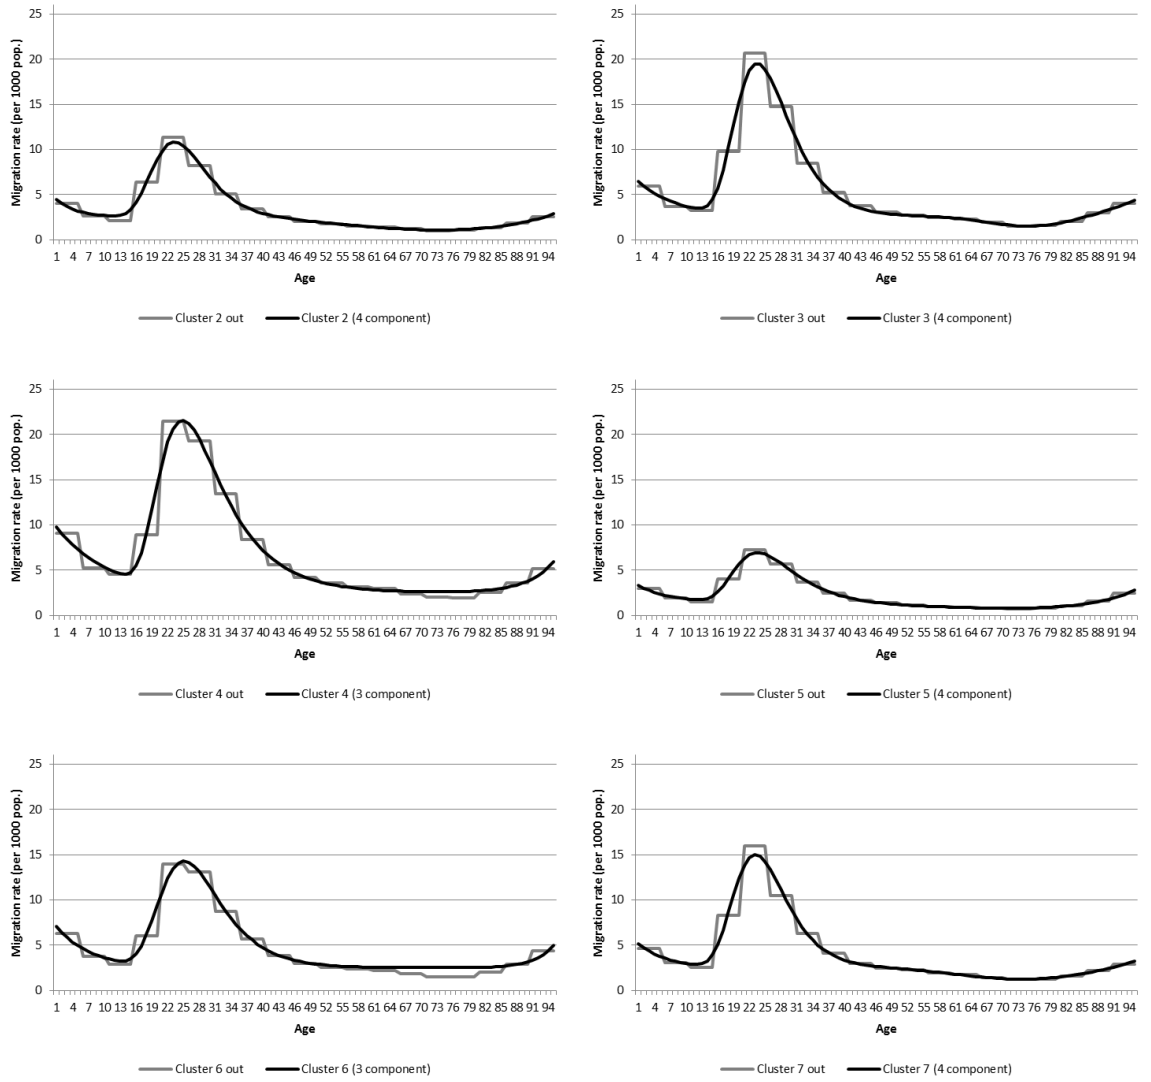 25
20
15
10
5
0
Migration rate (per 1000 pop.)
1 4 7 10 13 16 19 22 25 28 31 34 37 40 43 46 49 52 55 58 61 64 67 70 73 76 79 82 85 88 91 94
Age
Cluster 2 out Cluster 2 (4 component)
25
20
15
10
5
0
Migration rate (per 1000 pop.)
1 4 7 10 13 16 19 22 25 28 31 34 37 40 43 46 49 52 55 58 61 64 67 70 73 76 79 82 85 88 91 94
Age
Cluster 3 out Cluster 3 (4 component)
25
20
15
10
5
0
Migration rate (per 1000 pop.)
1 4 7 10 13 16 19 22 25 28 31 34 37 40 43 46 49 52 55 58 61 64 67 70 73 76 79 82 85 88 91 94
Age
Cluster 4 out Cluster 4 (3 component)
25
20
15
10
5
0
Migration rate (per 1000 pop.)
1 4 7 10 13 16 19 22 25 28 31 34 37 40 43 46 49 52 55 58 61 64 67 70 73 76 79 82 85 88 91 94
Age
Cluster 5 out Cluster 5 (4 component)
25
20
15
10
5
0
Migration rate (per 1000 pop.)
1 4 7 10 13 16 19 22 25 28 31 34 37 40 43 46 49 52 55 58 61 64 67 70 73 76 79 82 85 88 91 94
Age
Cluster 6 out Cluster 6 (3 component)
25
20
15
10
5
0
Migration rate (per 1000 pop.)
1 4 7 10 13 16 19 22 25 28 31 34 37 40 43 46 49 52 55 58 61 64 67 70 73 76 79 82 85 88 91 94
Age
Cluster 7 out Cluster 7 (4 component)